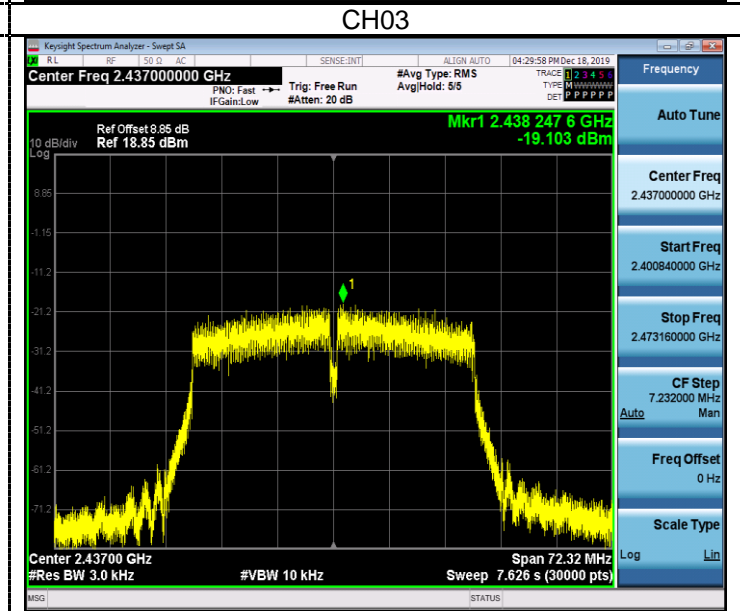 CH03
Keysight Spectrum Analyzer - Swept SA
RL RF 50 Ω AC SENSE:INT ALIGN AUTO 04:29:58 PM Dec 18, 2019
Center Freq 2.437000000 GHz
PNO: Fast
IFGain:Low
Trig: Free Run
#Atten: 20 dB
#Avg Type: RMS
Avg|Hold: 5/5
TRACE 1 2 3 4 5 6
TYPE M WWWWW
DET P P P P P P
Ref Offset 8.85 dB
10 dB/div Ref 18.85 dBm
Log
Mkr1 2.438 247 6 GHz
-19.103 dBm
8.85
-1.15
-11.2
1
-21.2
-31.2
-41.2
-51.2
-61.2
-71.2
Center 2.43700 GHz Span 72.32 MHz
#Res BW 3.0 kHz #VBW 10 kHz Sweep 7.626 s (30000 pts)
MSG STATUS
Frequency
Auto Tune
Center Freq
2.437000000 GHz
Start Freq
2.400840000 GHz
Stop Freq
2.473160000 GHz
CF Step
7.232000 MHz
Auto Man
Freq Offset
0 Hz
Scale Type
Log Lin